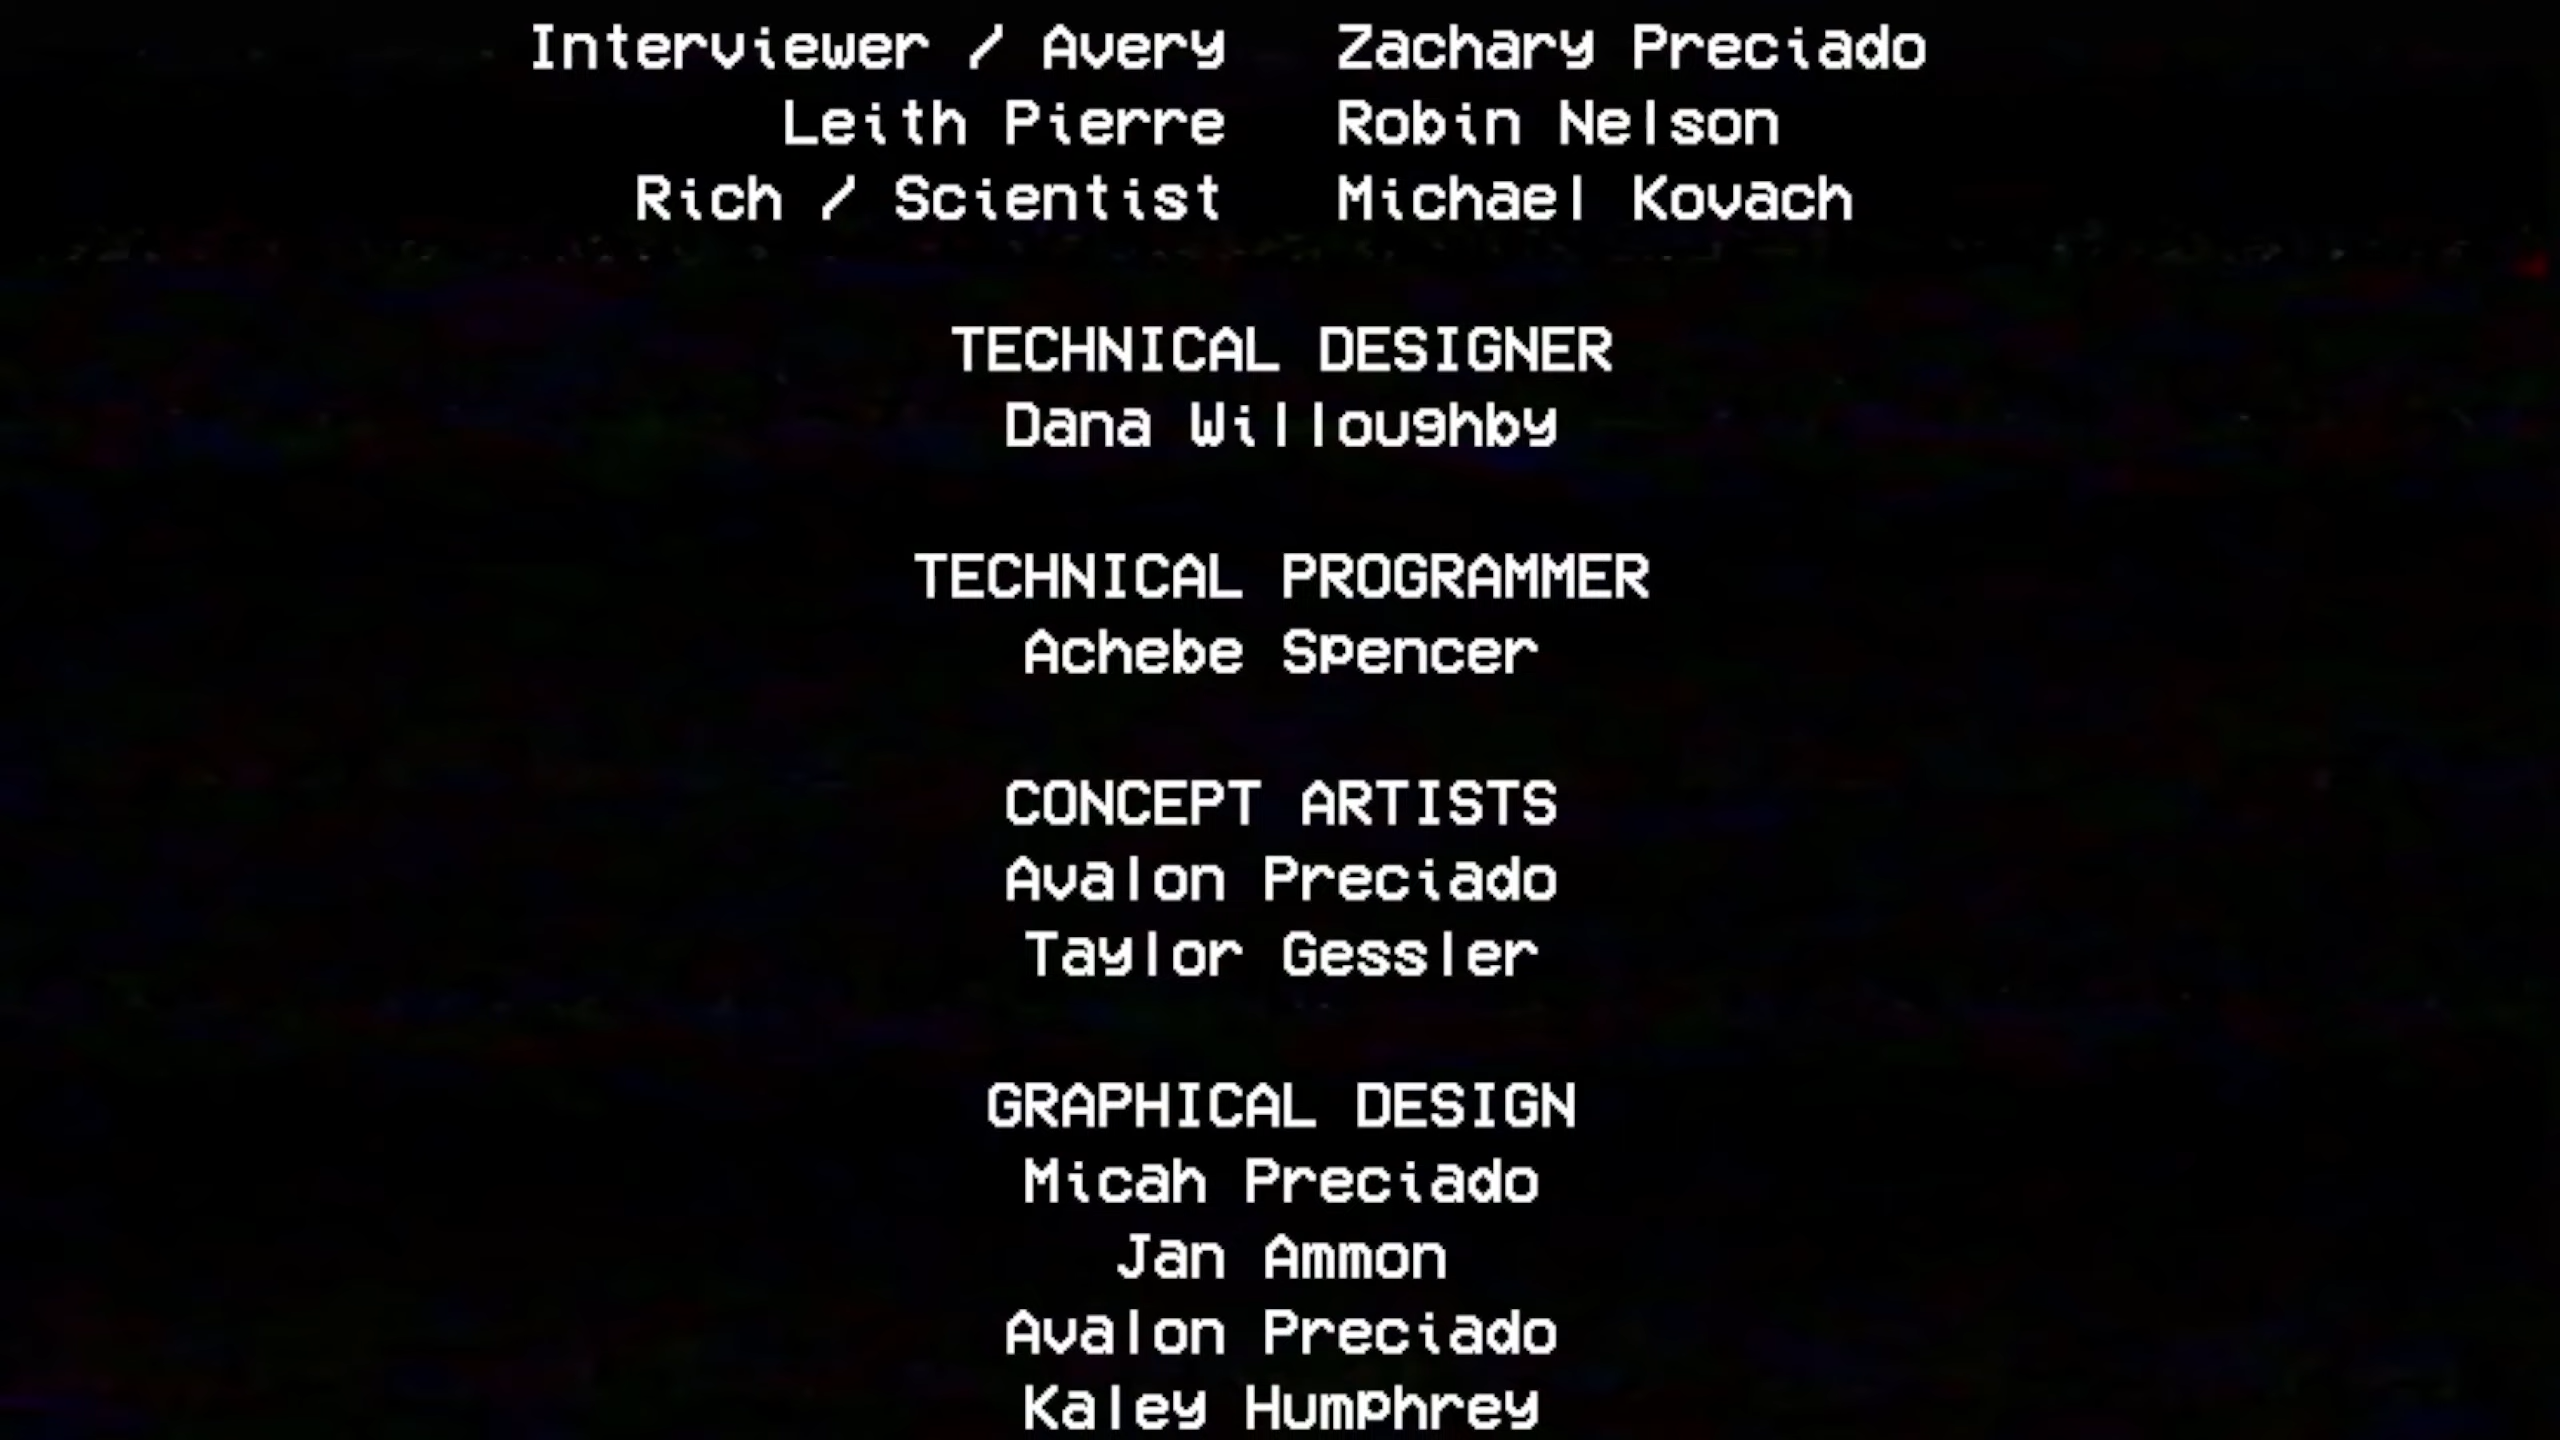 Interviewer / Avery Zachary Preciado
Leith Pierre Robin Nelson
Rich / Scientist Michael Kovach
TECHNICAL DESIGNER
Dana Willoughby
TECHNICAL PROGRAMMER
Achebe Spencer
CONCEPT ARTISTS
Avalon Preciado
Taylor Gessler
GRAPHICAL DESIGN
Micah Preciado
Jan Ammon
Avalon Preciado
Kaley Humphrey